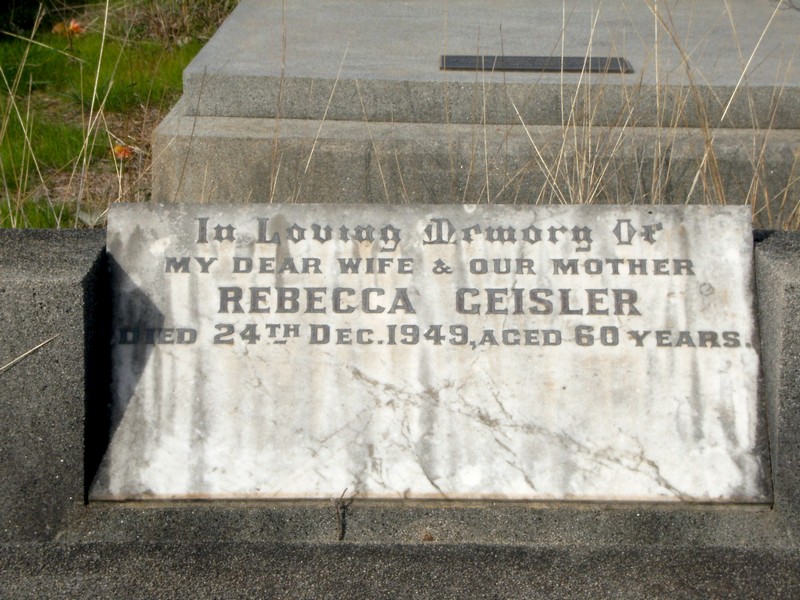 In Loving Memory Of
MY DEAR WIFE & OUR MOTHER
REBECCA GEISLER
DIED 24TH DEC. 1949, AGED 60 YEARS.